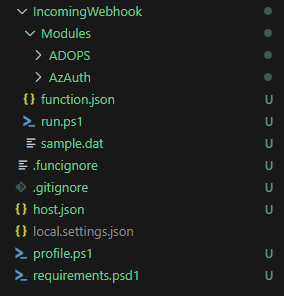 IncomingWebhook
Modules
ADOPS
AzAuth
function.json U
run.ps1 U
sample.dat U
.funcignore U
.gitignore U
host.json U
local.settings.json
profile.ps1 U
requirements.psd1 U